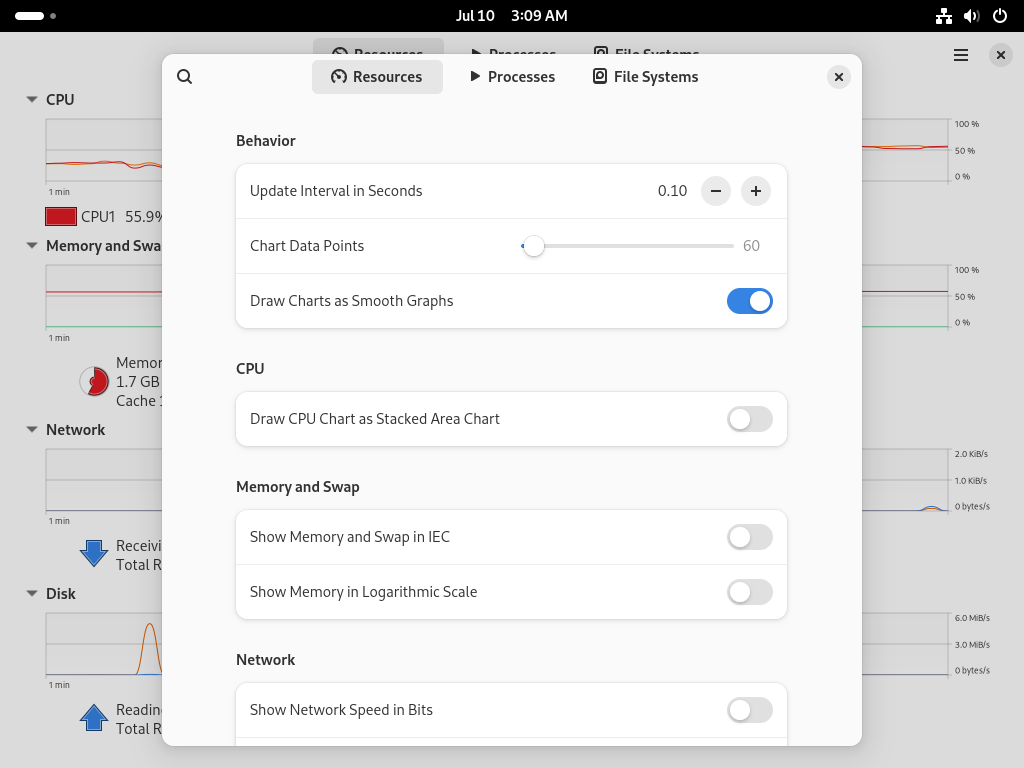 Jul 10 3:09 AM
Resources Processes File Systems
Resources Processes File Systems
Behavior
Update Interval in Seconds 0.10
Chart Data Points 60
Draw Charts as Smooth Graphs
CPU
Draw CPU Chart as Stacked Area Chart
Memory and Swap
Show Memory and Swap in IEC
Show Memory in Logarithmic Scale
Network
Show Network Speed in Bits
CPU
100 %
50 %
0 %
1 min
CPU1 55.9%
Memory and Swa
100 %
50 %
0 %
1 min
Memor
1.7 GB
Cache
Network
2.0 KiB/s
1.0 KiB/s
0 bytes/s
1 min
Receivi
Total R
Disk
6.0 MiB/s
3.0 MiB/s
0 bytes/s
1 min
Readin
Total R